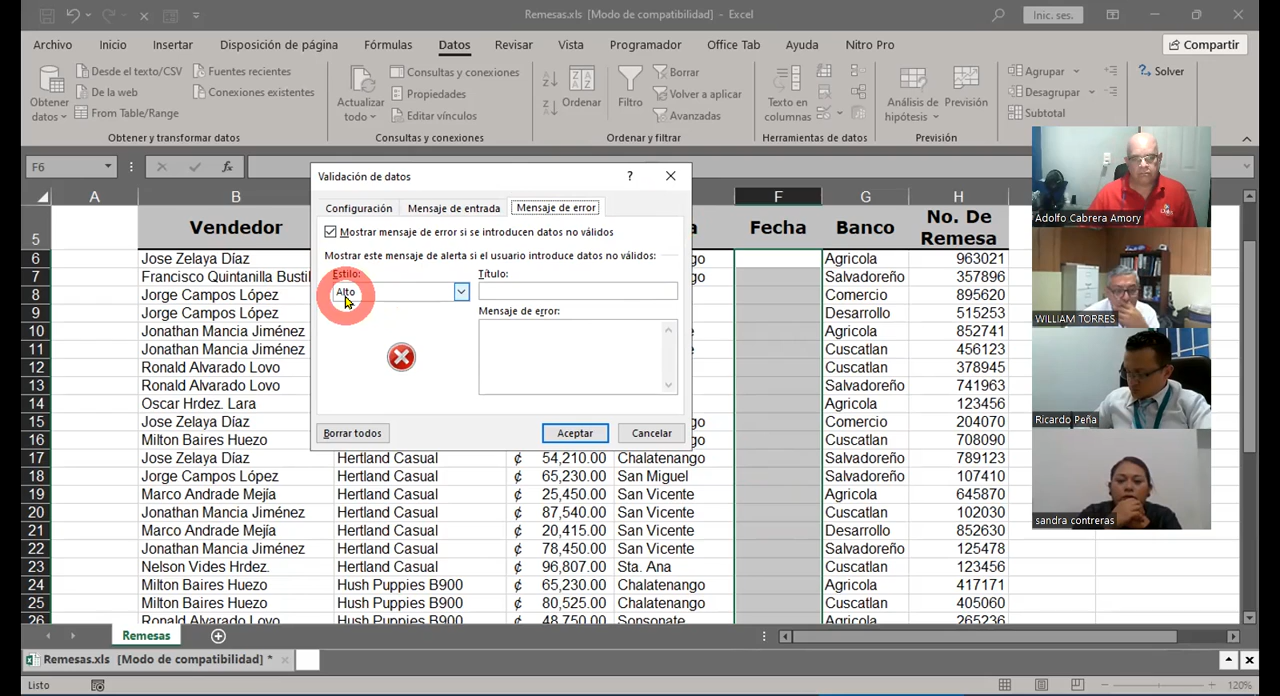 Remesas.xls [Modo de compatibilidad] - Excel
Inic. ses.
Archivo Inicio Insertar Disposición de página Fórmulas Datos Revisar Vista Programador Office Tab Ayuda Nitro Pro Compartir
Obtener datos
Desde el texto/CSV
De la web
From Table/Range
Fuentes recientes
Conexiones existentes
Obtener y transformar datos
Actualizar todo
Consultas y conexiones
Propiedades
Editar vínculos
Consultas y conexiones
Ordenar
Filtro
Borrar
Volver a aplicar
Avanzadas
Ordenar y filtrar
Texto en columnas
Herramientas de datos
Análisis de hipótesis
Previsión
Previsión
Agrupar
Desagrupar
Subtotal
Solver
F6
fx
Validación de datos
?
Configuración Mensaje de entrada Mensaje de error
Mostrar mensaje de error si se introducen datos no válidos
Mostrar este mensaje de alerta si el usuario introduce datos no válidos:
Estilo:
Alto
Título:
Mensaje de error:
Borrar todos Aceptar Cancelar
A B F G H
5 Vendedor a Fecha Banco No. De Remesa
6 Jose Zelaya Díaz ngo Agricola 963021
7 Francisco Quintanilla Bustil Salvadoreño 357896
8 Jorge Campos López Comercio 895620
9 Jorge Campos López Desarrollo 515253
10 Jonathan Mancia Jiménez e Agricola 852741
11 Jonathan Mancia Jiménez e Cuscatlan 456123
12 Ronald Alvarado Lovo Cuscatlan 378945
13 Ronald Alvarado Lovo Salvadoreño 741963
14 Oscar Hrdez. Lara Agricola 123456
15 Jose Zelaya Díaz ngo Comercio 204070
16 Milton Baires Huezo ngo Cuscatlan 708090
17 Jose Zelaya Díaz Hertland Casual ₡ 54,210.00 Chalatenango Salvadoreño 789123
18 Jorge Campos López Hertland Casual ₡ 65,230.00 San Miguel Salvadoreño 107410
19 Marco Andrade Mejía Hertland Casual ₡ 25,450.00 San Vicente Agricola 645870
20 Jonathan Mancia Jiménez Hertland Casual ₡ 87,540.00 San Vicente Cuscatlan 102030
21 Marco Andrade Mejía Hertland Casual ₡ 20,415.00 San Vicente Desarrollo 852630
22 Jonathan Mancia Jiménez Hertland Casual ₡ 78,450.00 San Vicente Salvadoreño 125478
23 Nelson Vides Hrdez. Hertland Casual ₡ 96,807.00 Sta. Ana Cuscatlan 123456
24 Milton Baires Huezo Hush Puppies B900 ₡ 65,230.00 Chalatenango Agricola 417171
25 Milton Baires Huezo Hush Puppies B900 ₡ 80,525.00 Chalatenango Cuscatlan 405060
26 Ronald Alvarado Lovo Hush Puppies B900 ₡ 48,750.00 Sonsonate Agricola 265236
Adolfo Cabrera Amory
WILLIAM TORRES
Ricardo Peña
sandra contreras
Remesas
Remesas.xls [Modo de compatibilidad] *
Listo
120%